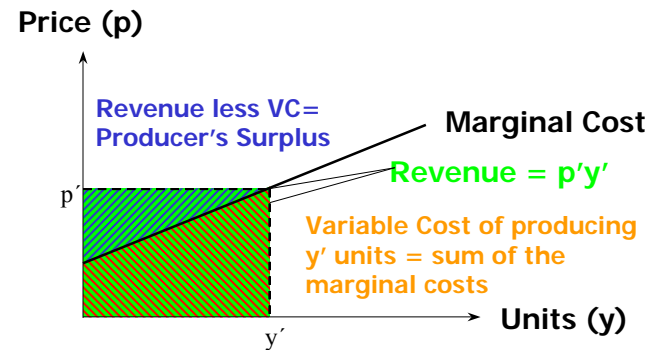 Price (p)
Revenue less VC=
Producer's Surplus
Marginal Cost
Revenue = p'y'
p´
Variable Cost of producing
y' units = sum of the
marginal costs
Units (y)
y´